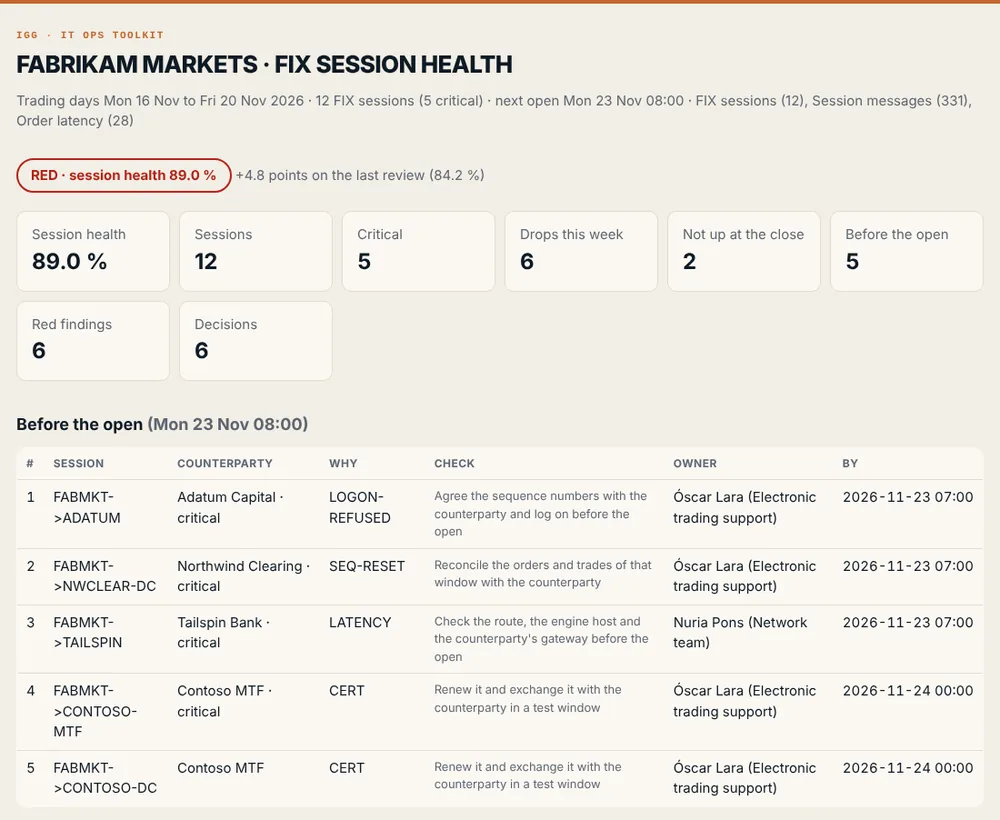 IGG · IT OPS TOOLKIT
FABRIKAM MARKETS · FIX SESSION HEALTH
Trading days Mon 16 Nov to Fri 20 Nov 2026 · 12 FIX sessions (5 critical) · next open Mon 23 Nov 08:00 · FIX sessions (12), Session messages (331),
Order latency (28)
RED · session health 89.0 % +4.8 points on the last review (84.2 %)
Session health
89.0 %
Sessions
12
Critical
5
Drops this week
6
Not up at the close
2
Before the open
5
Red findings
6
Decisions
6
Before the open (Mon 23 Nov 08:00)
# SESSION COUNTERPARTY WHY CHECK OWNER BY
1
FABMKT-
>ADATUM
Adatum Capital ·
critical
LOGON-
REFUSED
Agree the sequence numbers with the
counterparty and log on before the
open
Óscar Lara (Electronic
trading support)
2026-11-23 07:00
2
FABMKT-
>NWCLEAR-DC
Northwind Clearing ·
critical
SEQ-RESET
Reconcile the orders and trades of that
window with the counterparty
Óscar Lara (Electronic
trading support)
2026-11-23 07:00
3
FABMKT-
>TAILSPIN
Tailspin Bank ·
critical
LATENCY
Check the route, the engine host and
the counterparty's gateway before the
open
Nuria Pons (Network
team)
2026-11-23 07:00
4
FABMKT-
>CONTOSO-
MTF
Contoso MTF ·
critical
CERT
Renew it and exchange it with the
counterparty in a test window
Óscar Lara (Electronic
trading support)
2026-11-24 00:00
5
FABMKT-
>CONTOSO-DC
Contoso MTF
CERT
Renew it and exchange it with the
counterparty in a test window
Óscar Lara (Electronic
trading support)
2026-11-24 00:00